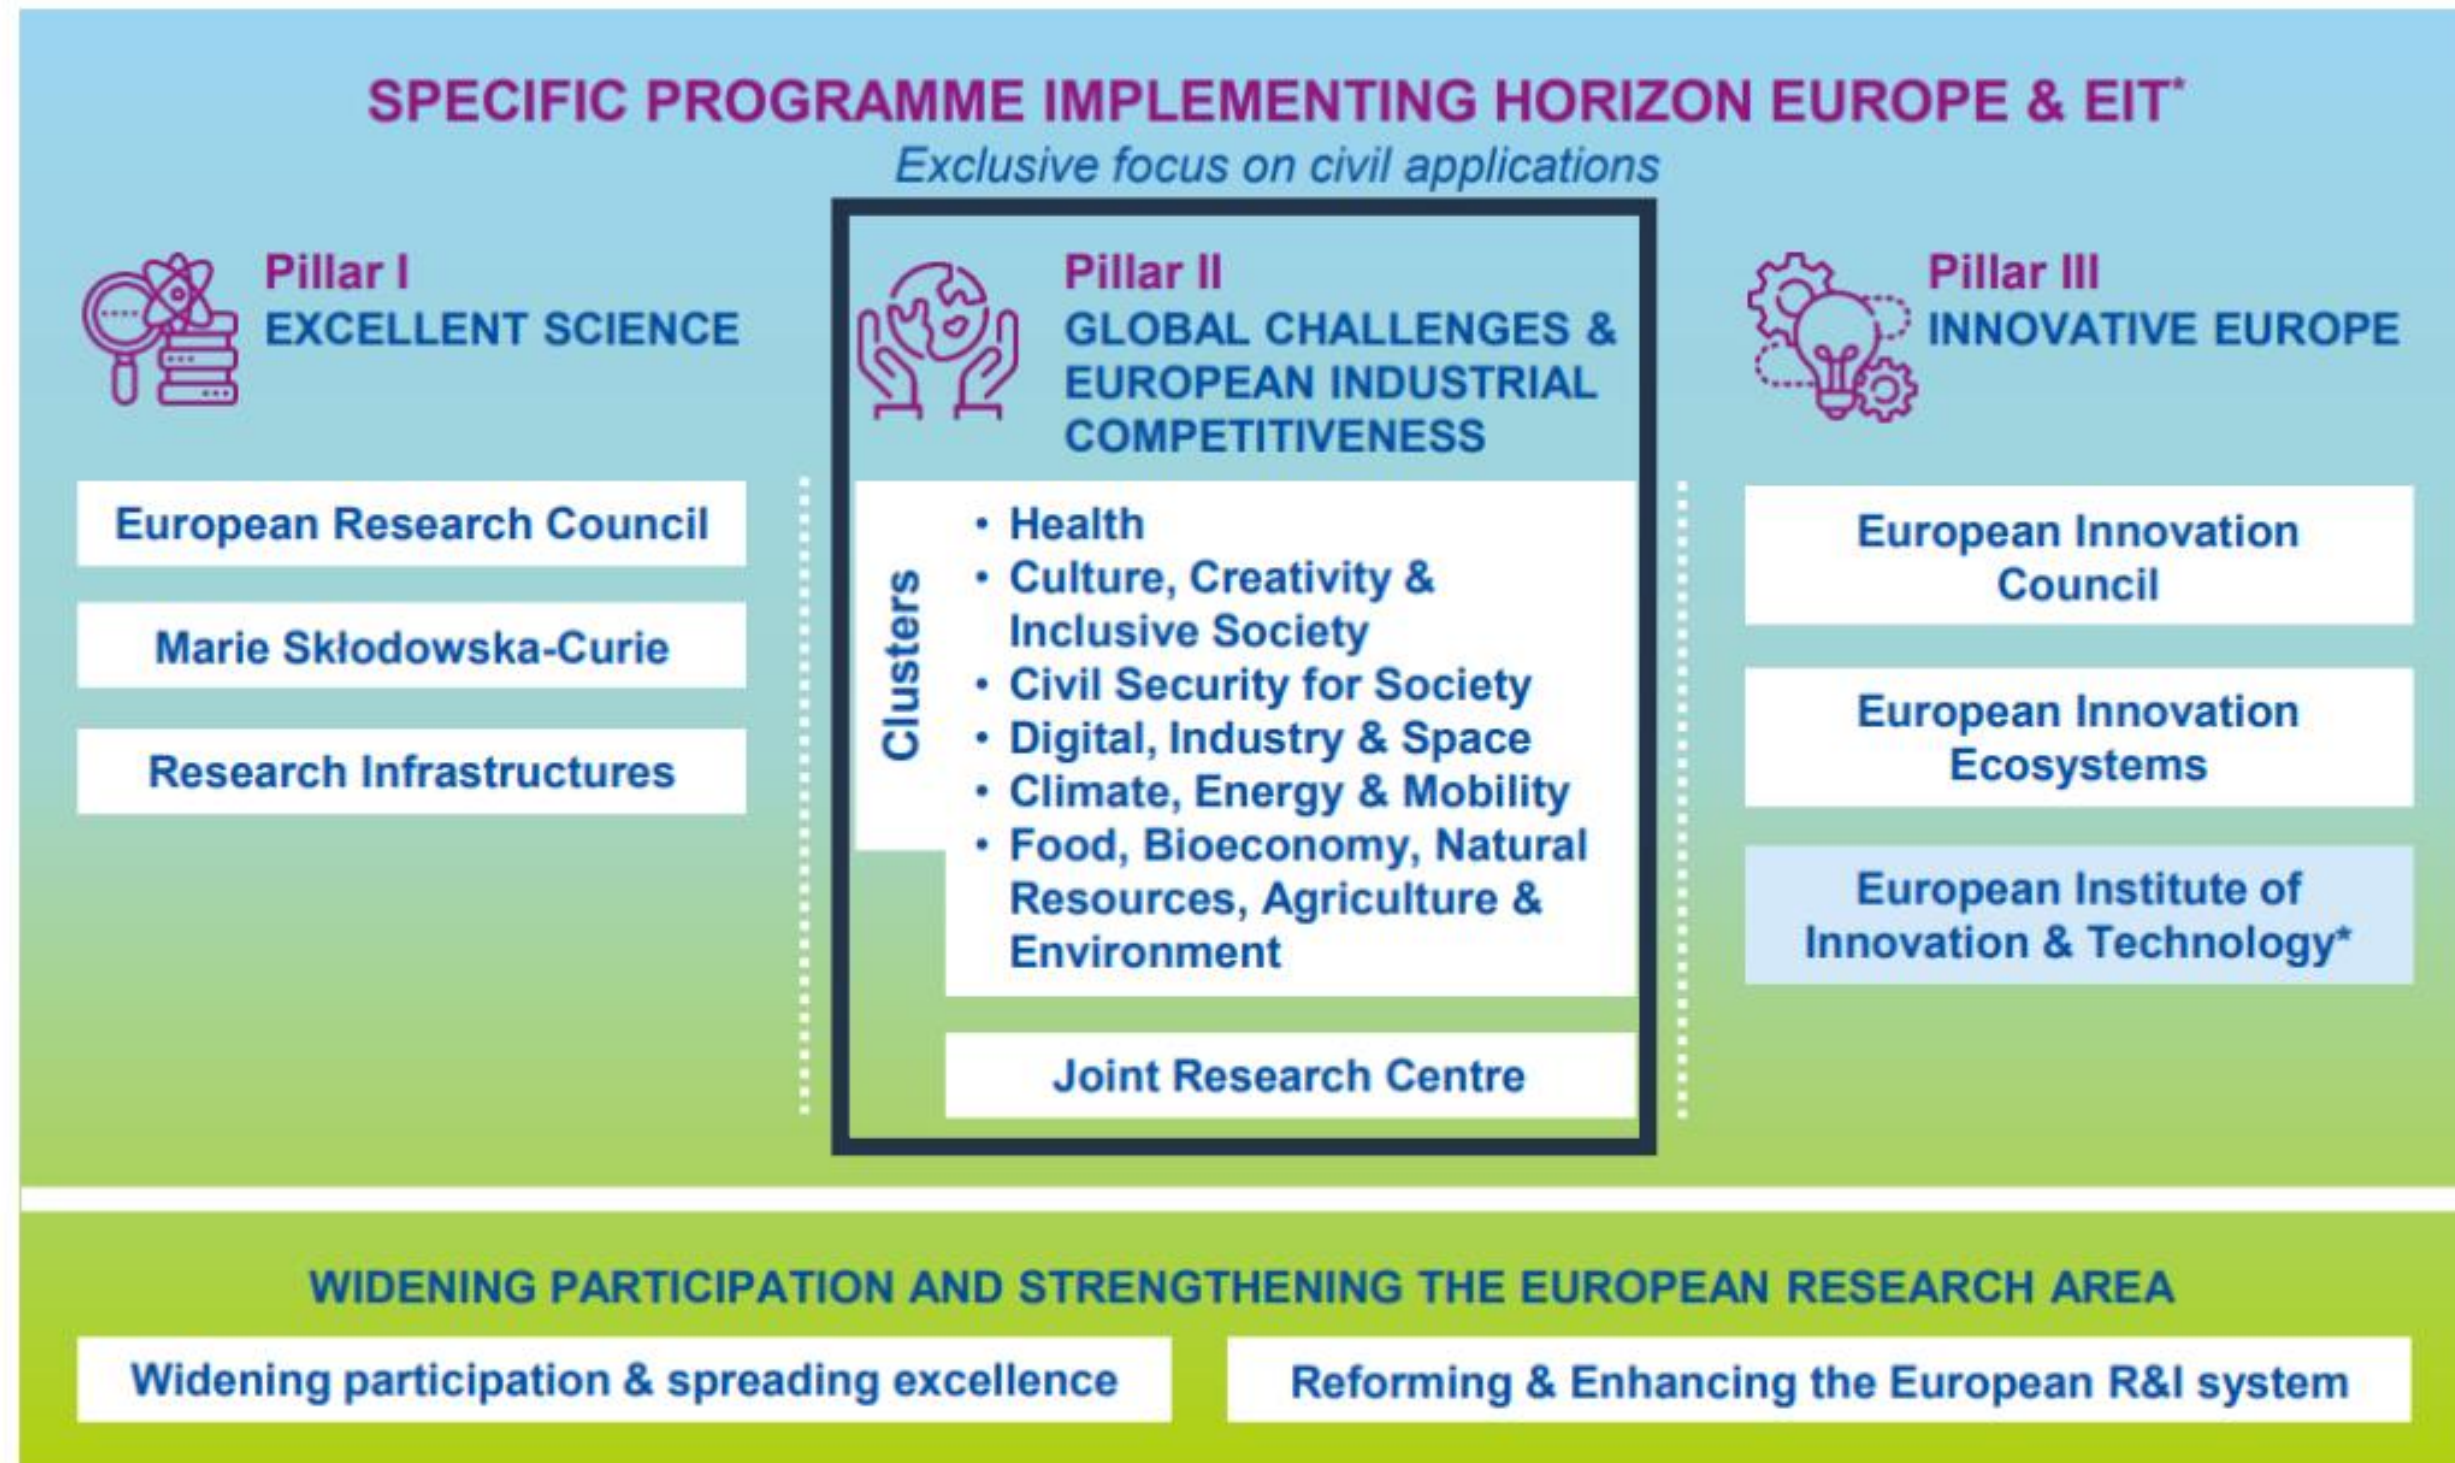 SPECIFIC PROGRAMME IMPLEMENTING HORIZON EUROPE & EIT*
Exclusive focus on civil applications
Pillar I
EXCELLENT SCIENCE
European Research Council
Marie Skłodowska-Curie
Research Infrastructures
Pillar II
GLOBAL CHALLENGES &
EUROPEAN INDUSTRIAL
COMPETITIVENESS
Clusters
• Health
• Culture, Creativity &
Inclusive Society
• Civil Security for Society
• Digital, Industry & Space
• Climate, Energy & Mobility
• Food, Bioeconomy, Natural
Resources, Agriculture &
Environment
Joint Research Centre
Pillar III
INNOVATIVE EUROPE
European Innovation
Council
European Innovation
Ecosystems
European Institute of
Innovation & Technology*
WIDENING PARTICIPATION AND STRENGTHENING THE EUROPEAN RESEARCH AREA
Widening participation & spreading excellence
Reforming & Enhancing the European R&I system